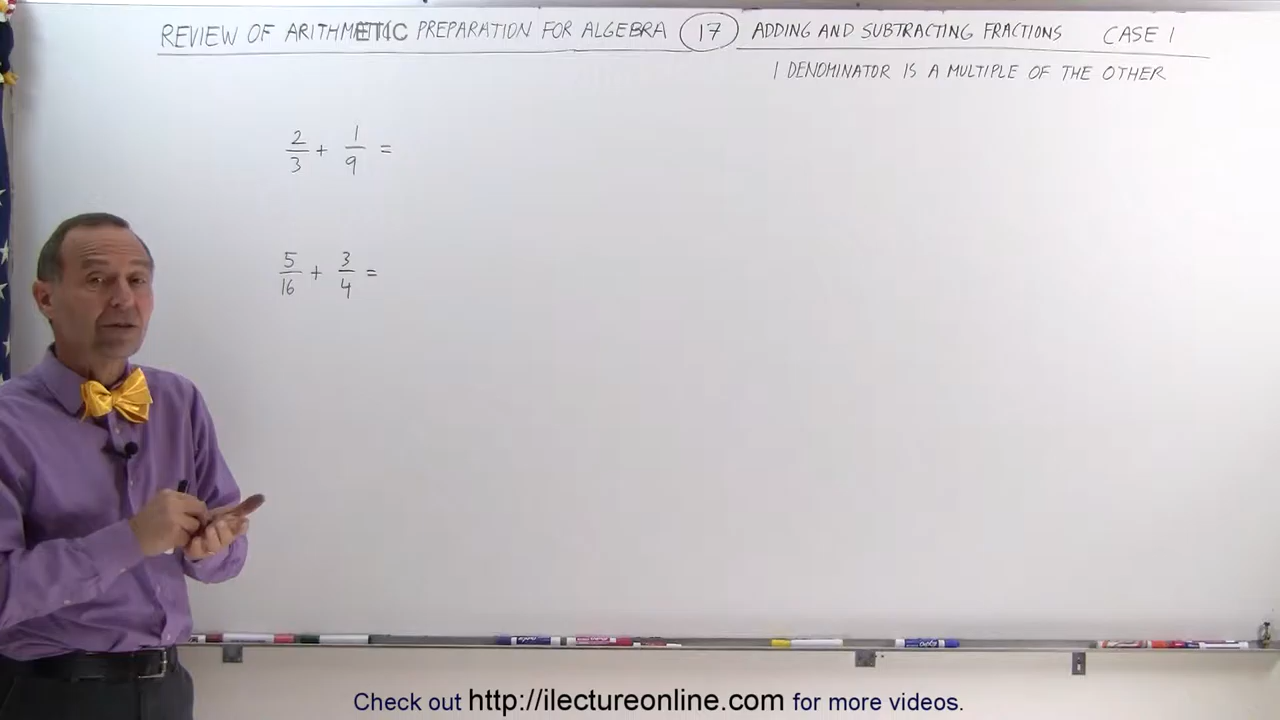 REVIEW OF ARITHMETIC PREPARATION FOR ALGEBRA 17 ADDING AND SUBTRACTING FRACTIONS CASE 1
1 DENOMINATOR IS A MULTIPLE OF THE OTHER
2/3 + 1/9 =
5/16 + 3/4 =
Check out http://ilectureonline.com for more videos.